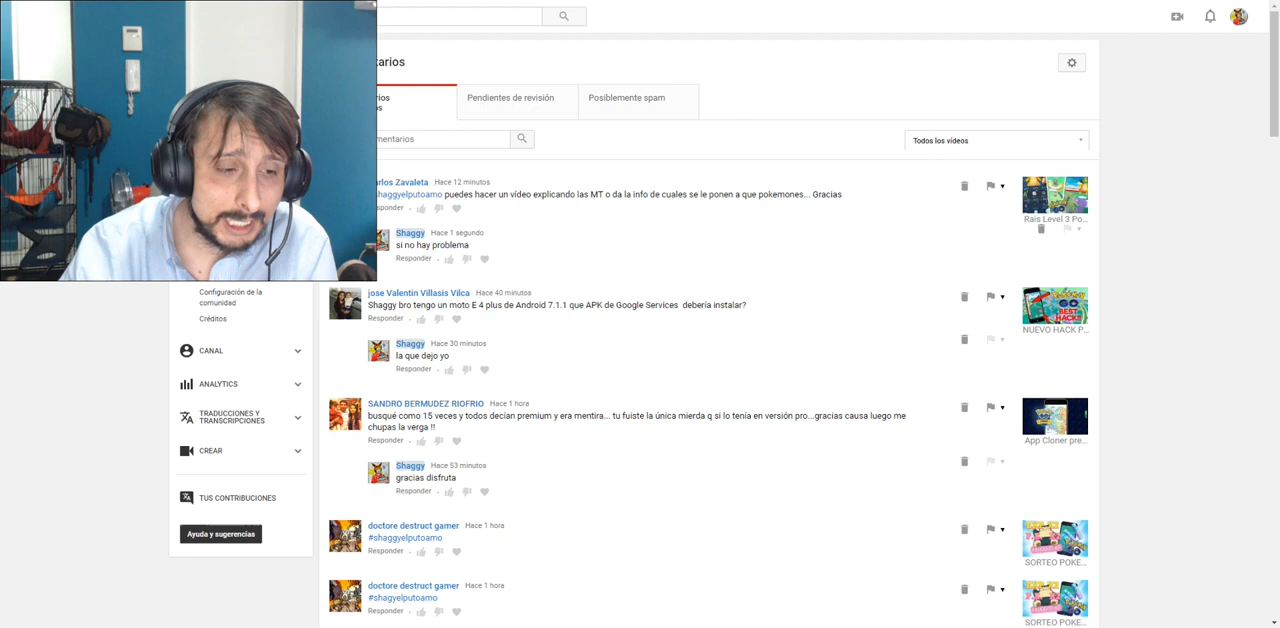 tarios
rios
os
Pendientes de revisión
Posiblemente spam
mentarios
Todos los vídeos
arlos Zavaleta Hace 12 minutos
shaggyelputoamo puedes hacer un vídeo explicando las MT o da la info de cuales se le ponen a que pokemones... Gracias
sponder
Rais Level 3 Po...
Shaggy Hace 1 segundo
si no hay problema
Responder
Configuración de la
comunidad
Créditos
CANAL
ANALYTICS
TRADUCCIONES Y
TRANSCRIPCIONES
CREAR
TUS CONTRIBUCIONES
Ayuda y sugerencias
jose Valentin Villasis Vilca Hace 40 minutos
Shaggy bro tengo un moto E 4 plus de Android 7.1.1 que APK de Google Services debería instalar?
Responder
NUEVO HACK P...
Shaggy Hace 30 minutos
la que dejo yo
Responder
SANDRO BERMUDEZ RIOFRIO Hace 1 hora
busqué como 15 veces y todos decían premium y era mentira... tu fuiste la única mierda q si lo tenía en versión pro...gracias causa luego me
chupas la verga !!
Responder
App Cloner pre...
Shaggy Hace 53 minutos
gracias disfruta
Responder
doctore destruct gamer Hace 1 hora
#shaggyelputoamo
Responder
SORTEO POKE...
doctore destruct gamer Hace 1 hora
#shagyelputoamo
Responder
SORTEO POKE...